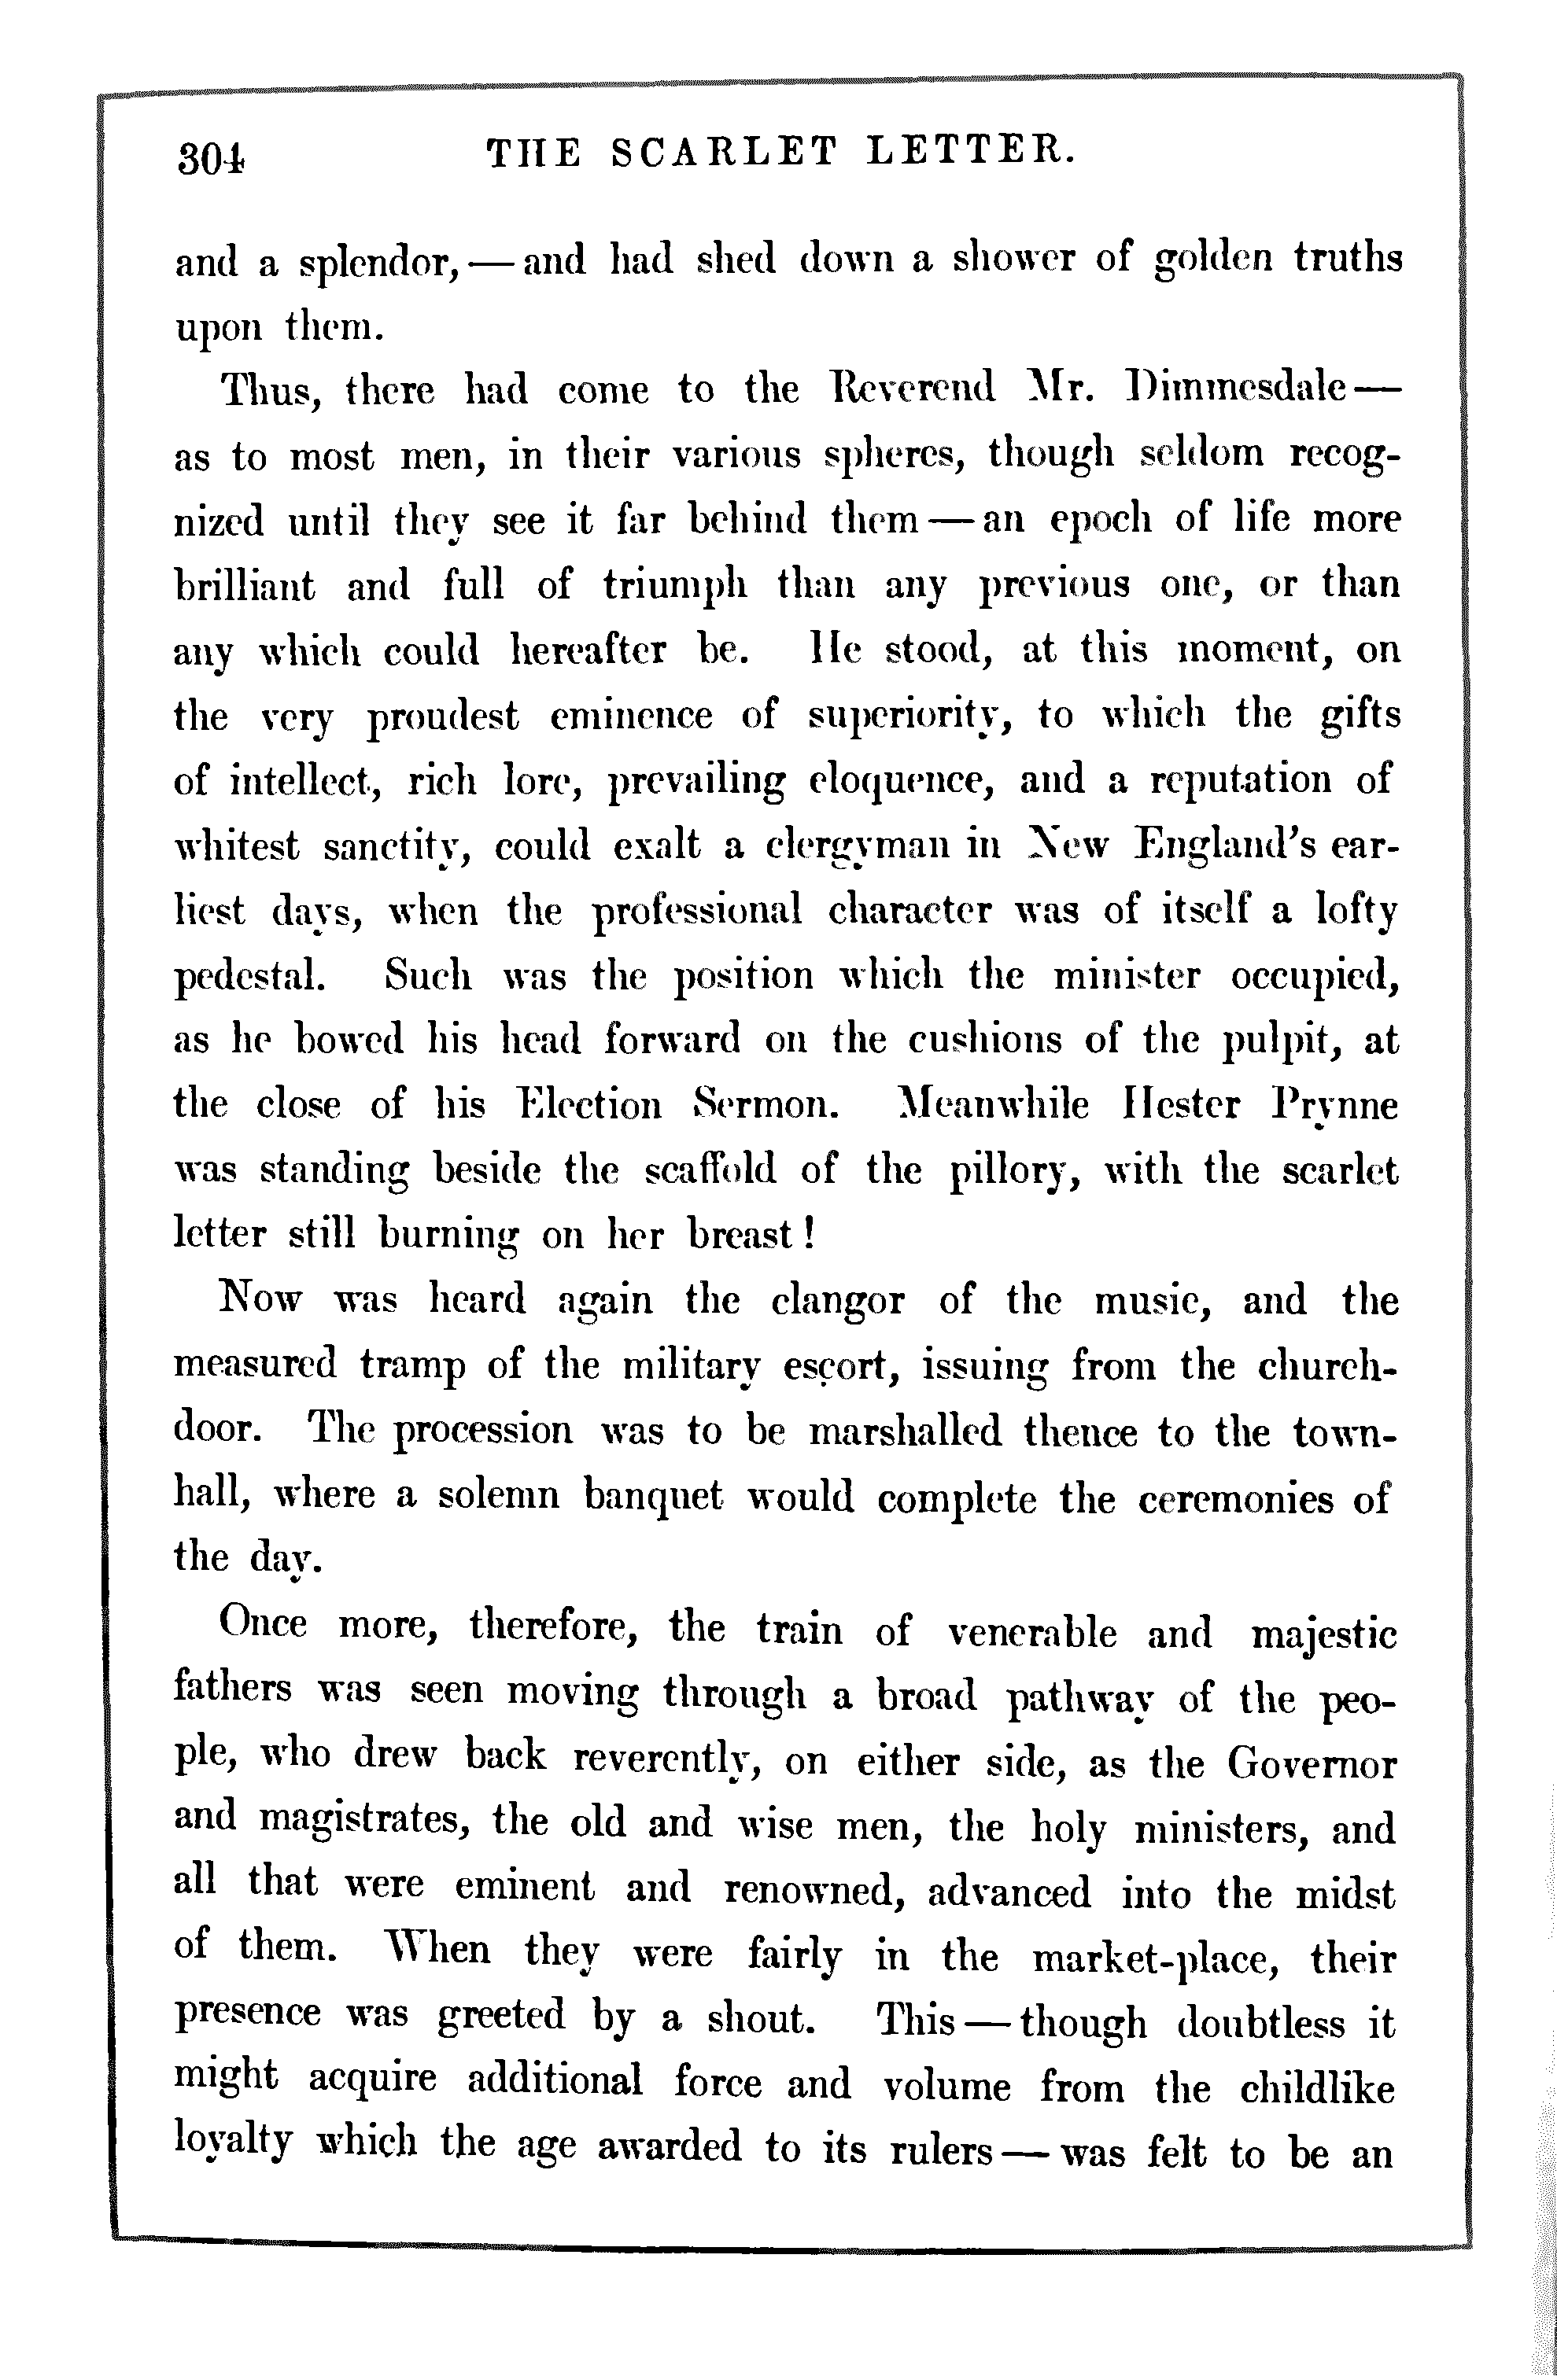 304 THE SCARLET LETTER.
and a splendor,—and had shed down a shower of golden truths
upon them.
Thus, there had come to the Reverend Mr. Dimmesdale—
as to most men, in their various spheres, though seldom recog-
nized until they see it far behind them—an epoch of life more
brilliant and full of triumph than any previous one, or than
any which could hereafter be. He stood, at this moment, on
the very proudest eminence of superiority, to which the gifts
of intellect, rich lore, prevailing eloquence, and a reputation of
whitest sanctity, could exalt a clergyman in New England's ear-
liest days, when the professional character was of itself a lofty
pedestal. Such was the position which the minister occupied,
as he bowed his head forward on the cushions of the pulpit, at
the close of his Election Sermon. Meanwhile Hester Prynne
was standing beside the scaffold of the pillory, with the scarlet
letter still burning on her breast!
Now was heard again the clangor of the music, and the
measured tramp of the military escort, issuing from the church-
door. The procession was to be marshalled thence to the town-
hall, where a solemn banquet would complete the ceremonies of
the day.
Once more, therefore, the train of venerable and majestic
fathers was seen moving through a broad pathway of the peo-
ple, who drew back reverently, on either side, as the Governor
and magistrates, the old and wise men, the holy ministers, and
all that were eminent and renowned, advanced into the midst
of them. When they were fairly in the market-place, their
presence was greeted by a shout. This—though doubtless it
might acquire additional force and volume from the childlike
loyalty which the age awarded to its rulers—was felt to be an